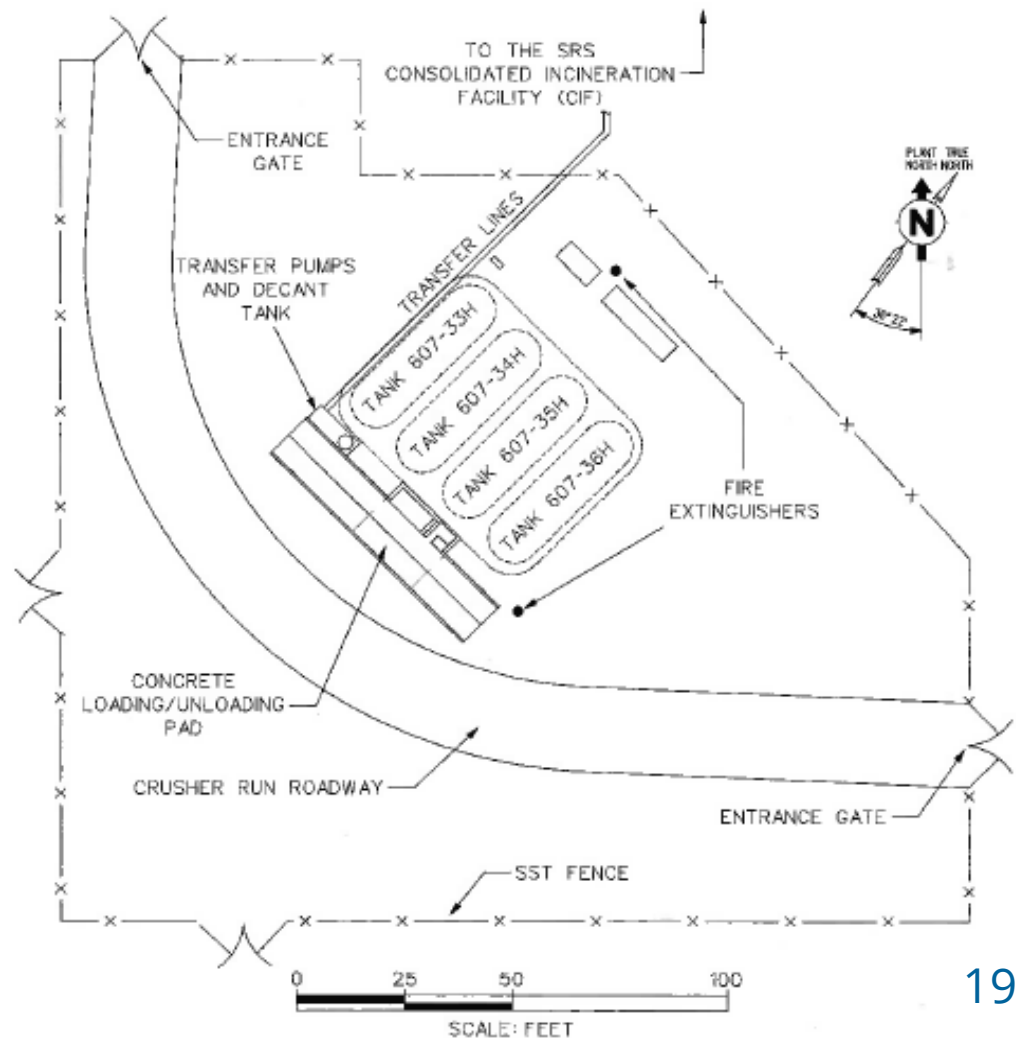 TO THE SRS
CONSOLIDATED INCINERATION
FACILITY (CIF)
ENTRANCE
GATE
PLANT TRUE
NORTH NORTH
N
TRANSFER LINES
TRANSFER PUMPS
AND DECANT
TANK
TANK 607-33H
TANK 607-34H
TANK 607-35H
TANK 607-36H
FIRE
EXTINGUISHERS
CONCRETE
LOADING/UNLOADING
PAD
CRUSHER RUN ROADWAY
ENTRANCE GATE
SST FENCE
0 25 50 100
SCALE: FEET
19